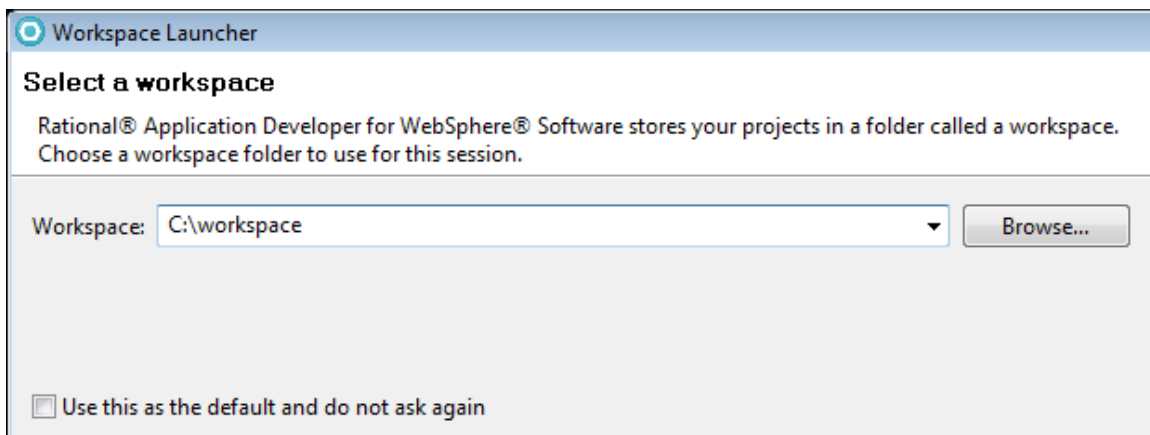 Workspace Launcher
Select a workspace
Rational® Application Developer for WebSphere® Software stores your projects in a folder called a workspace.
Choose a workspace folder to use for this session.
Workspace: C:\workspace Browse...
Use this as the default and do not ask again